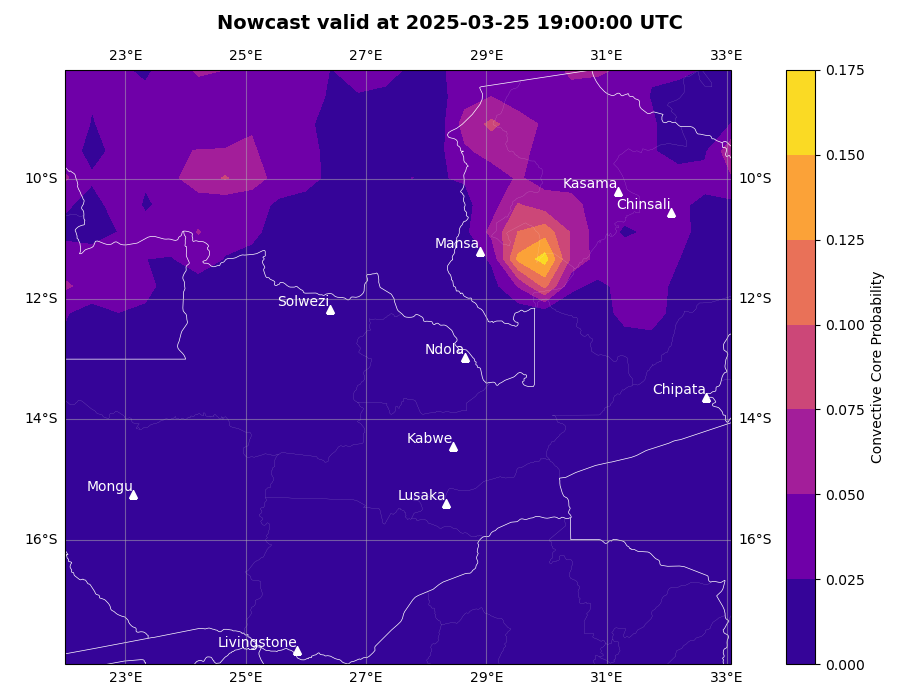 Nowcast valid at 2025-03-25 19:00:00 UTC
23°E 25°E 27°E 29°E 31°E 33°E
0.175
0.150
10°S 10°S
Kasama
Chinsali
0.125
Mansa
12°S 12°S
Solwezi
0.100
Ndola
Chipata
0.075
14°S 14°S
Kabwe
Mongu
Lusaka
0.050
16°S 16°S
0.025
Livingstone
0.000
23°E 25°E 27°E 29°E 31°E 33°E
Convective Core Probability